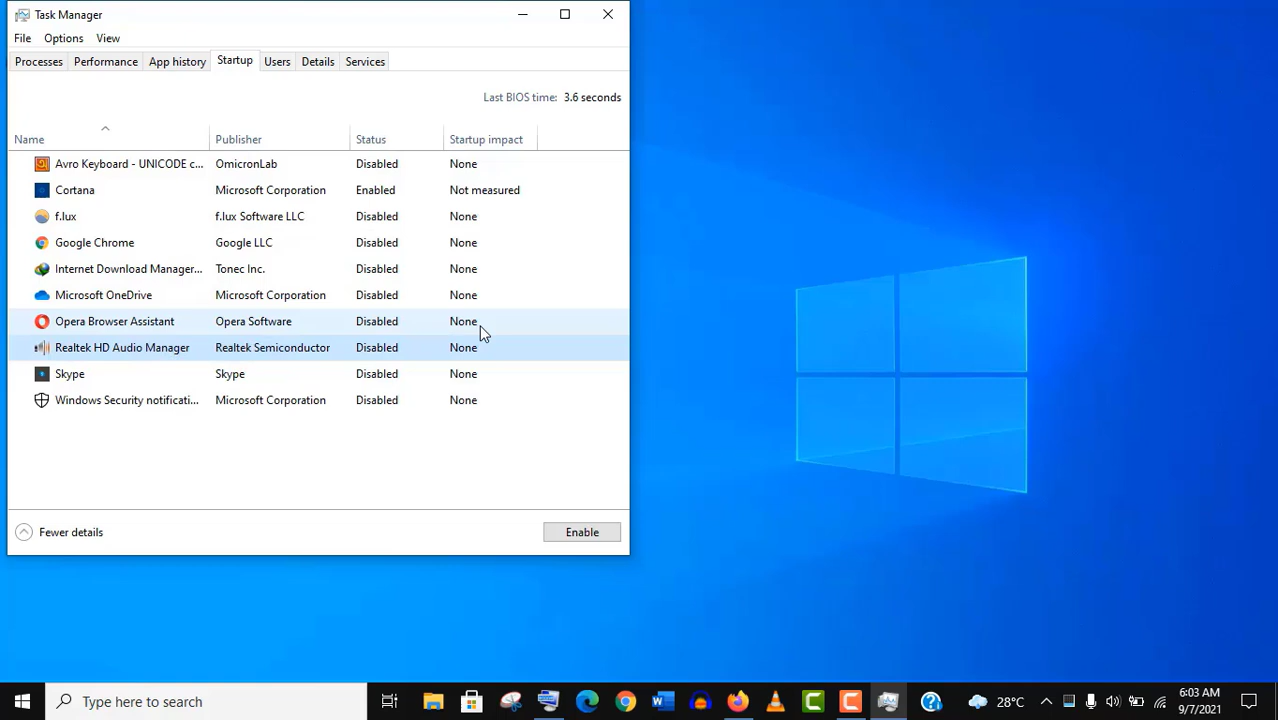 Task Manager
File Options View
Processes Performance App history Startup Users Details Services
Last BIOS time: 3.6 seconds
Name Publisher Status Startup impact
Avro Keyboard - UNICODE c... OmicronLab Disabled None
Cortana Microsoft Corporation Enabled Not measured
f.lux f.lux Software LLC Disabled None
Google Chrome Google LLC Disabled None
Internet Download Manager... Tonec Inc. Disabled None
Microsoft OneDrive Microsoft Corporation Disabled None
Opera Browser Assistant Opera Software Disabled None
Realtek HD Audio Manager Realtek Semiconductor Disabled None
Skype Skype Disabled None
Windows Security notificati... Microsoft Corporation Disabled None
Fewer details Enable
Type here to search 28°C 6:03 AM
9/7/2021